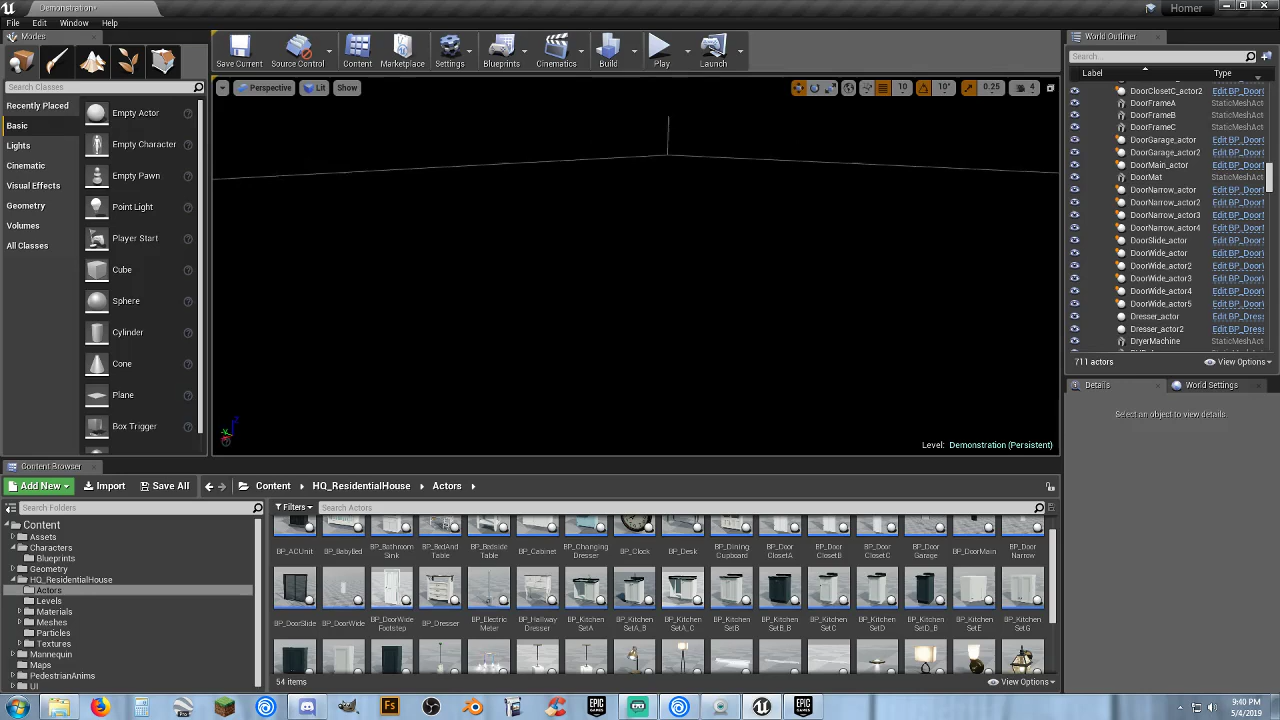 Demonstration*
Homer
File Edit Window Help
Modes
Search Classes
Recently Placed
Basic
Lights
Cinematic
Visual Effects
Geometry
Volumes
All Classes
Empty Actor
Empty Character
Empty Pawn
Point Light
Player Start
Cube
Sphere
Cylinder
Cone
Plane
Box Trigger
Save Current Source Control Content Marketplace Settings Blueprints Cinematics Build Play Launch
Perspective Lit Show
10 10° 0.25 4
Level: Demonstration (Persistent)
World Outliner
Search...
Label Type
DoorClosetC_actor2 Edit BP_DoorC
DoorFrameA StaticMeshAct
DoorFrameB StaticMeshAct
DoorFrameC StaticMeshAct
DoorGarage_actor Edit BP_Door
DoorGarage_actor2 Edit BP_Door
DoorMain_actor Edit BP_Door
DoorMat StaticMeshAct
DoorNarrow_actor Edit BP_Door
DoorNarrow_actor2 Edit BP_Door
DoorNarrow_actor3 Edit BP_Door
DoorNarrow_actor4 Edit BP_Door
DoorSlide_actor Edit BP_Door
DoorWide_actor Edit BP_Door
DoorWide_actor2 Edit BP_Door
DoorWide_actor3 Edit BP_Door
DoorWide_actor4 Edit BP_Door
DoorWide_actor5 Edit BP_Door
Dresser_actor Edit BP_Dress
Dresser_actor2 Edit BP_Dress
DryerMachine StaticMeshAct
711 actors View Options
Details World Settings
Select an object to view details.
Content Browser
Add New Import Save All Content HQ_ResidentialHouse Actors
Search Folders
Filters Search Actors
Content
Assets
Characters
Blueprints
Geometry
HQ_ResidentialHouse
Actors
Levels
Materials
Meshes
Particles
Textures
Mannequin
Maps
PedestrianAnims
UI
BP_ACUnit BP_BabyBed BP_Bathroom Sink BP_BedAnd Table BP_Bedside Table BP_Cabinet BP_Changing Dresser BP_Clock BP_Desk BP_Dining Cupboard BP_Door ClosetA BP_Door ClosetB BP_Door ClosetC BP_Door Garage BP_DoorMain BP_Door Narrow
BP_DoorSlide BP_DoorWide BP_DoorWide Footstep BP_Dresser BP_Electric Meter BP_Hallway Dresser BP_Kitchen SetA BP_Kitchen SetA_B BP_Kitchen SetA_C BP_Kitchen SetB BP_Kitchen SetB_B BP_Kitchen SetC BP_Kitchen SetD BP_Kitchen SetD_B BP_Kitchen SetE BP_Kitchen SetG
54 items View Options
Pro
Fs
EPIC GAMES
EPIC GAMES
9:40 PM
5/4/2019